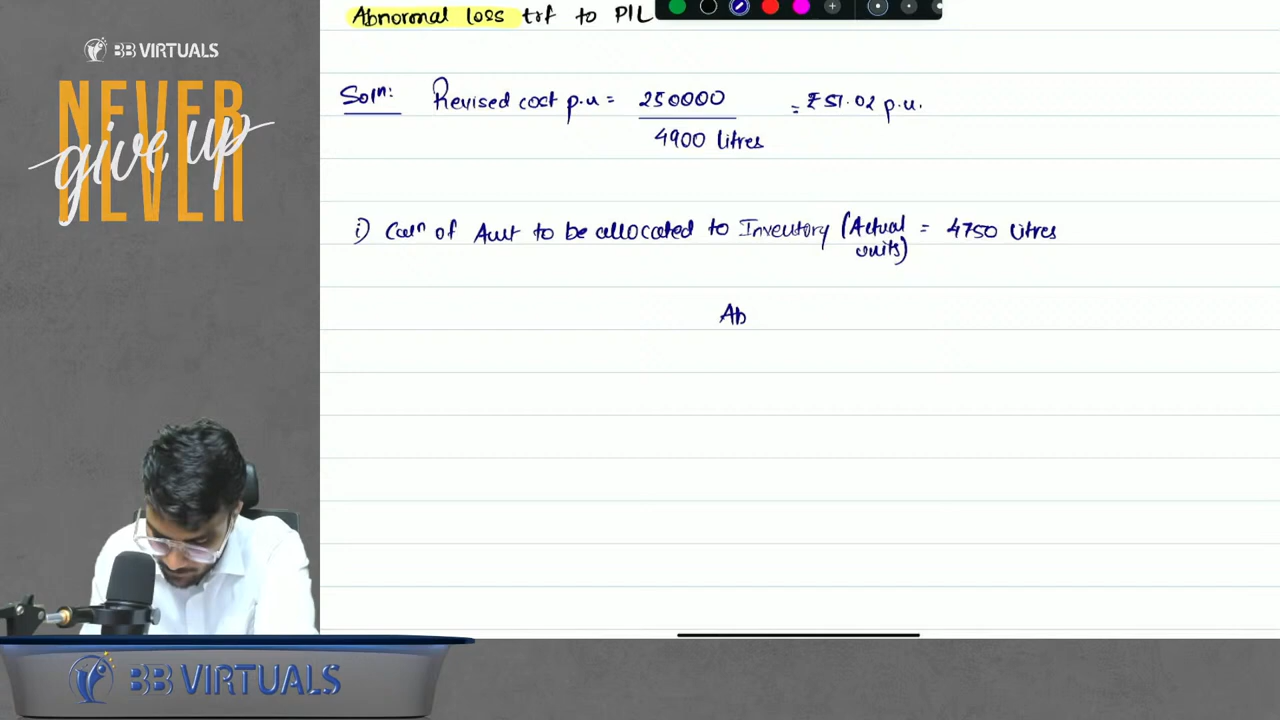 BB VIRTUALS
NEVER
give up
NEVER
Abnormal loss trf to P/L
Soln: Revised cost p.u = 250000 / 4900 litres = ₹51.02 p.u.
i) Caln of Amt to be allocated to Inventory (Actual units) = 4750 litres
Ab
BB VIRTUALS